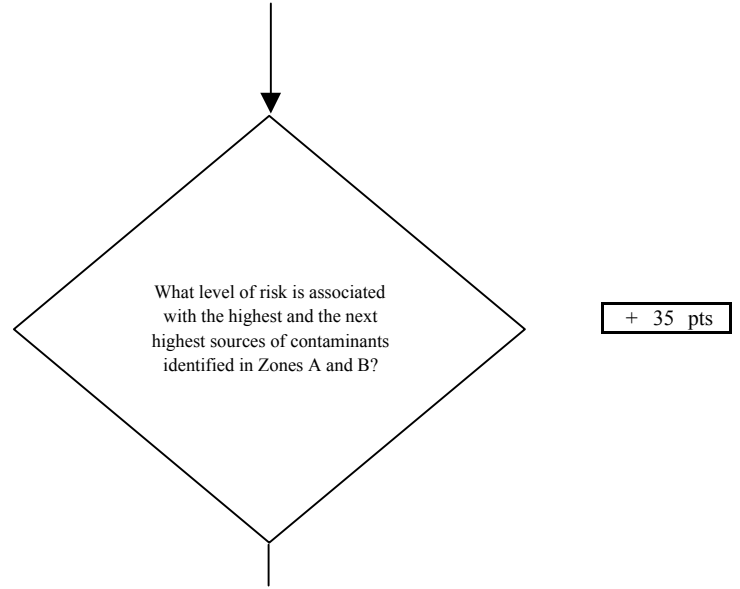 What level of risk is associated
with the highest and the next
highest sources of contaminants
identified in Zones A and B?
+ 35 pts